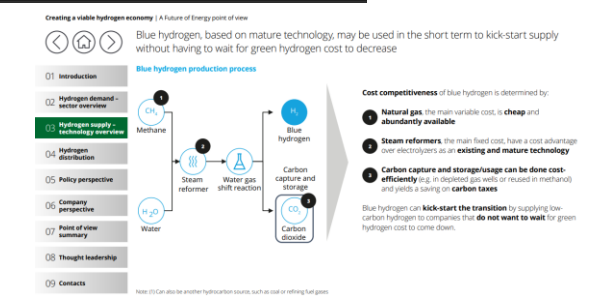 Creating a viable hydrogen economy | A Future of Energy point of view
Blue hydrogen, based on mature technology, may be used in the short term to kick-start supply
without having to wait for green hydrogen cost to decrease
01 Introduction
02 Hydrogen demand –
sector overview
03 Hydrogen supply –
technology overview
04 Hydrogen
distribution
05 Policy perspective
06 Company
perspective
07 Point of view
summary
08 Thought leadership
09 Contacts
Blue hydrogen production process
1
CH₄
Methane
H₂O
Water
2
Steam
reformer
Water gas
shift reaction
H₂
Blue
hydrogen
Carbon
capture and
storage
3
CO₂
Carbon
dioxide
Cost competitiveness of blue hydrogen is determined by:
1 Natural gas, the main variable cost, is cheap and
abundantly available
2 Steam reformers, the main fixed cost, have a cost advantage
over electrolyzers as an existing and mature technology
3 Carbon capture and storage/usage can be done cost-
efficiently (e.g. in depleted gas wells or reused in methanol)
and yields a saving on carbon taxes
Blue hydrogen can kick-start the transition by supplying low-
carbon hydrogen to companies that do not want to wait for green
hydrogen cost to come down.
Note: (1) Can also be another hydrocarbon source, such as coal or refining fuel gases